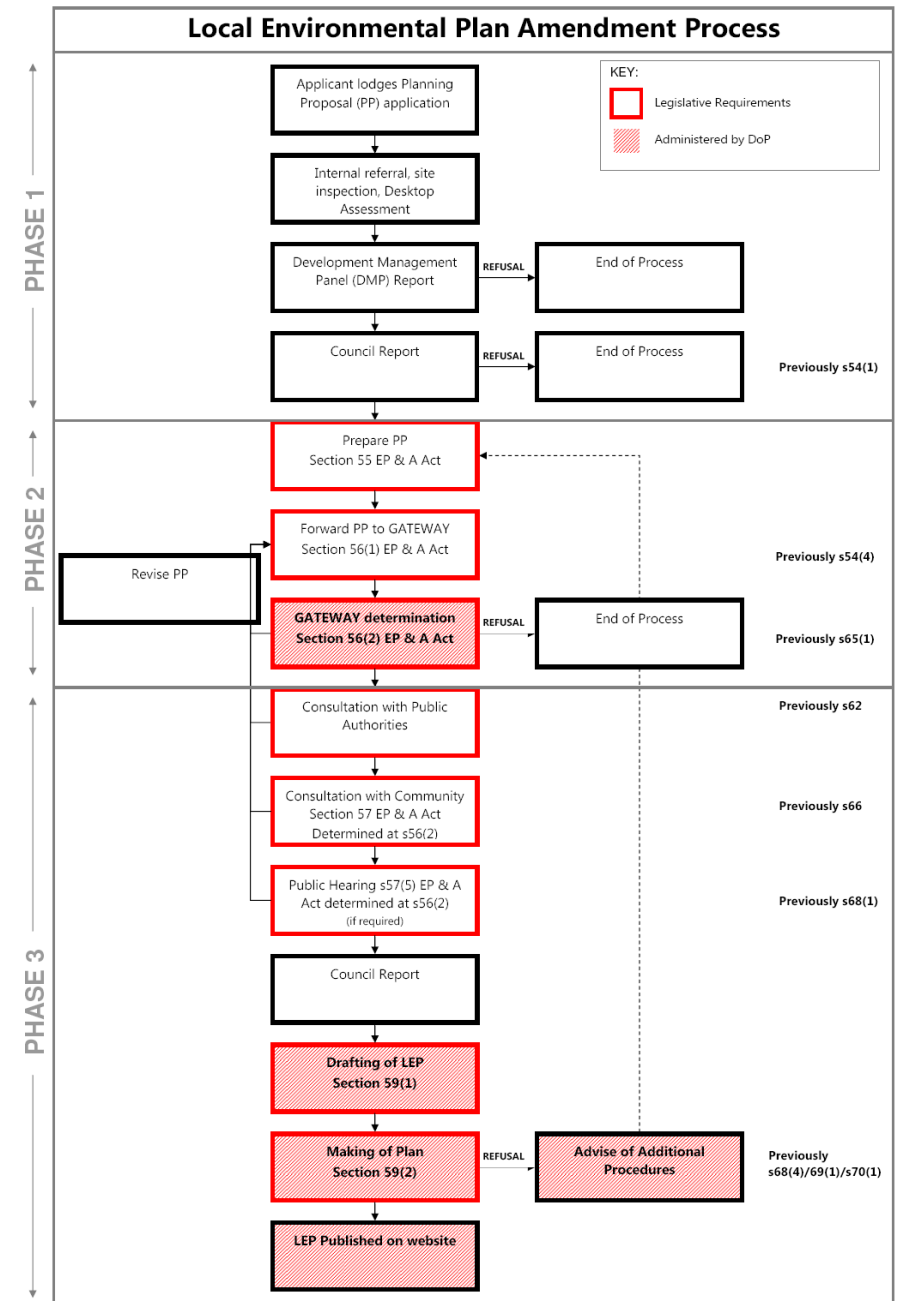 Local Environmental Plan Amendment Process
KEY:
Legislative Requirements
Administered by DoP
PHASE 1
Applicant lodges Planning
Proposal (PP) application
Internal referral, site
inspection, Desktop
Assessment
Development Management
Panel (DMP) Report
REFUSAL
End of Process
Council Report
REFUSAL
End of Process
Previously s54(1)
PHASE 2
Prepare PP
Section 55 EP & A Act
Forward PP to GATEWAY
Section 56(1) EP & A Act
Previously s54(4)
Revise PP
GATEWAY determination
Section 56(2) EP & A Act
REFUSAL
End of Process
Previously s65(1)
PHASE 3
Consultation with Public
Authorities
Previously s62
Consultation with Community
Section 57 EP & A Act
Determined at s56(2)
Previously s66
Public Hearing s57(5) EP & A
Act determined at s56(2)
(if required)
Previously s68(1)
Council Report
Drafting of LEP
Section 59(1)
Making of Plan
Section 59(2)
REFUSAL
Advise of Additional
Procedures
Previously
s68(4)/69(1)/s70(1)
LEP Published on website